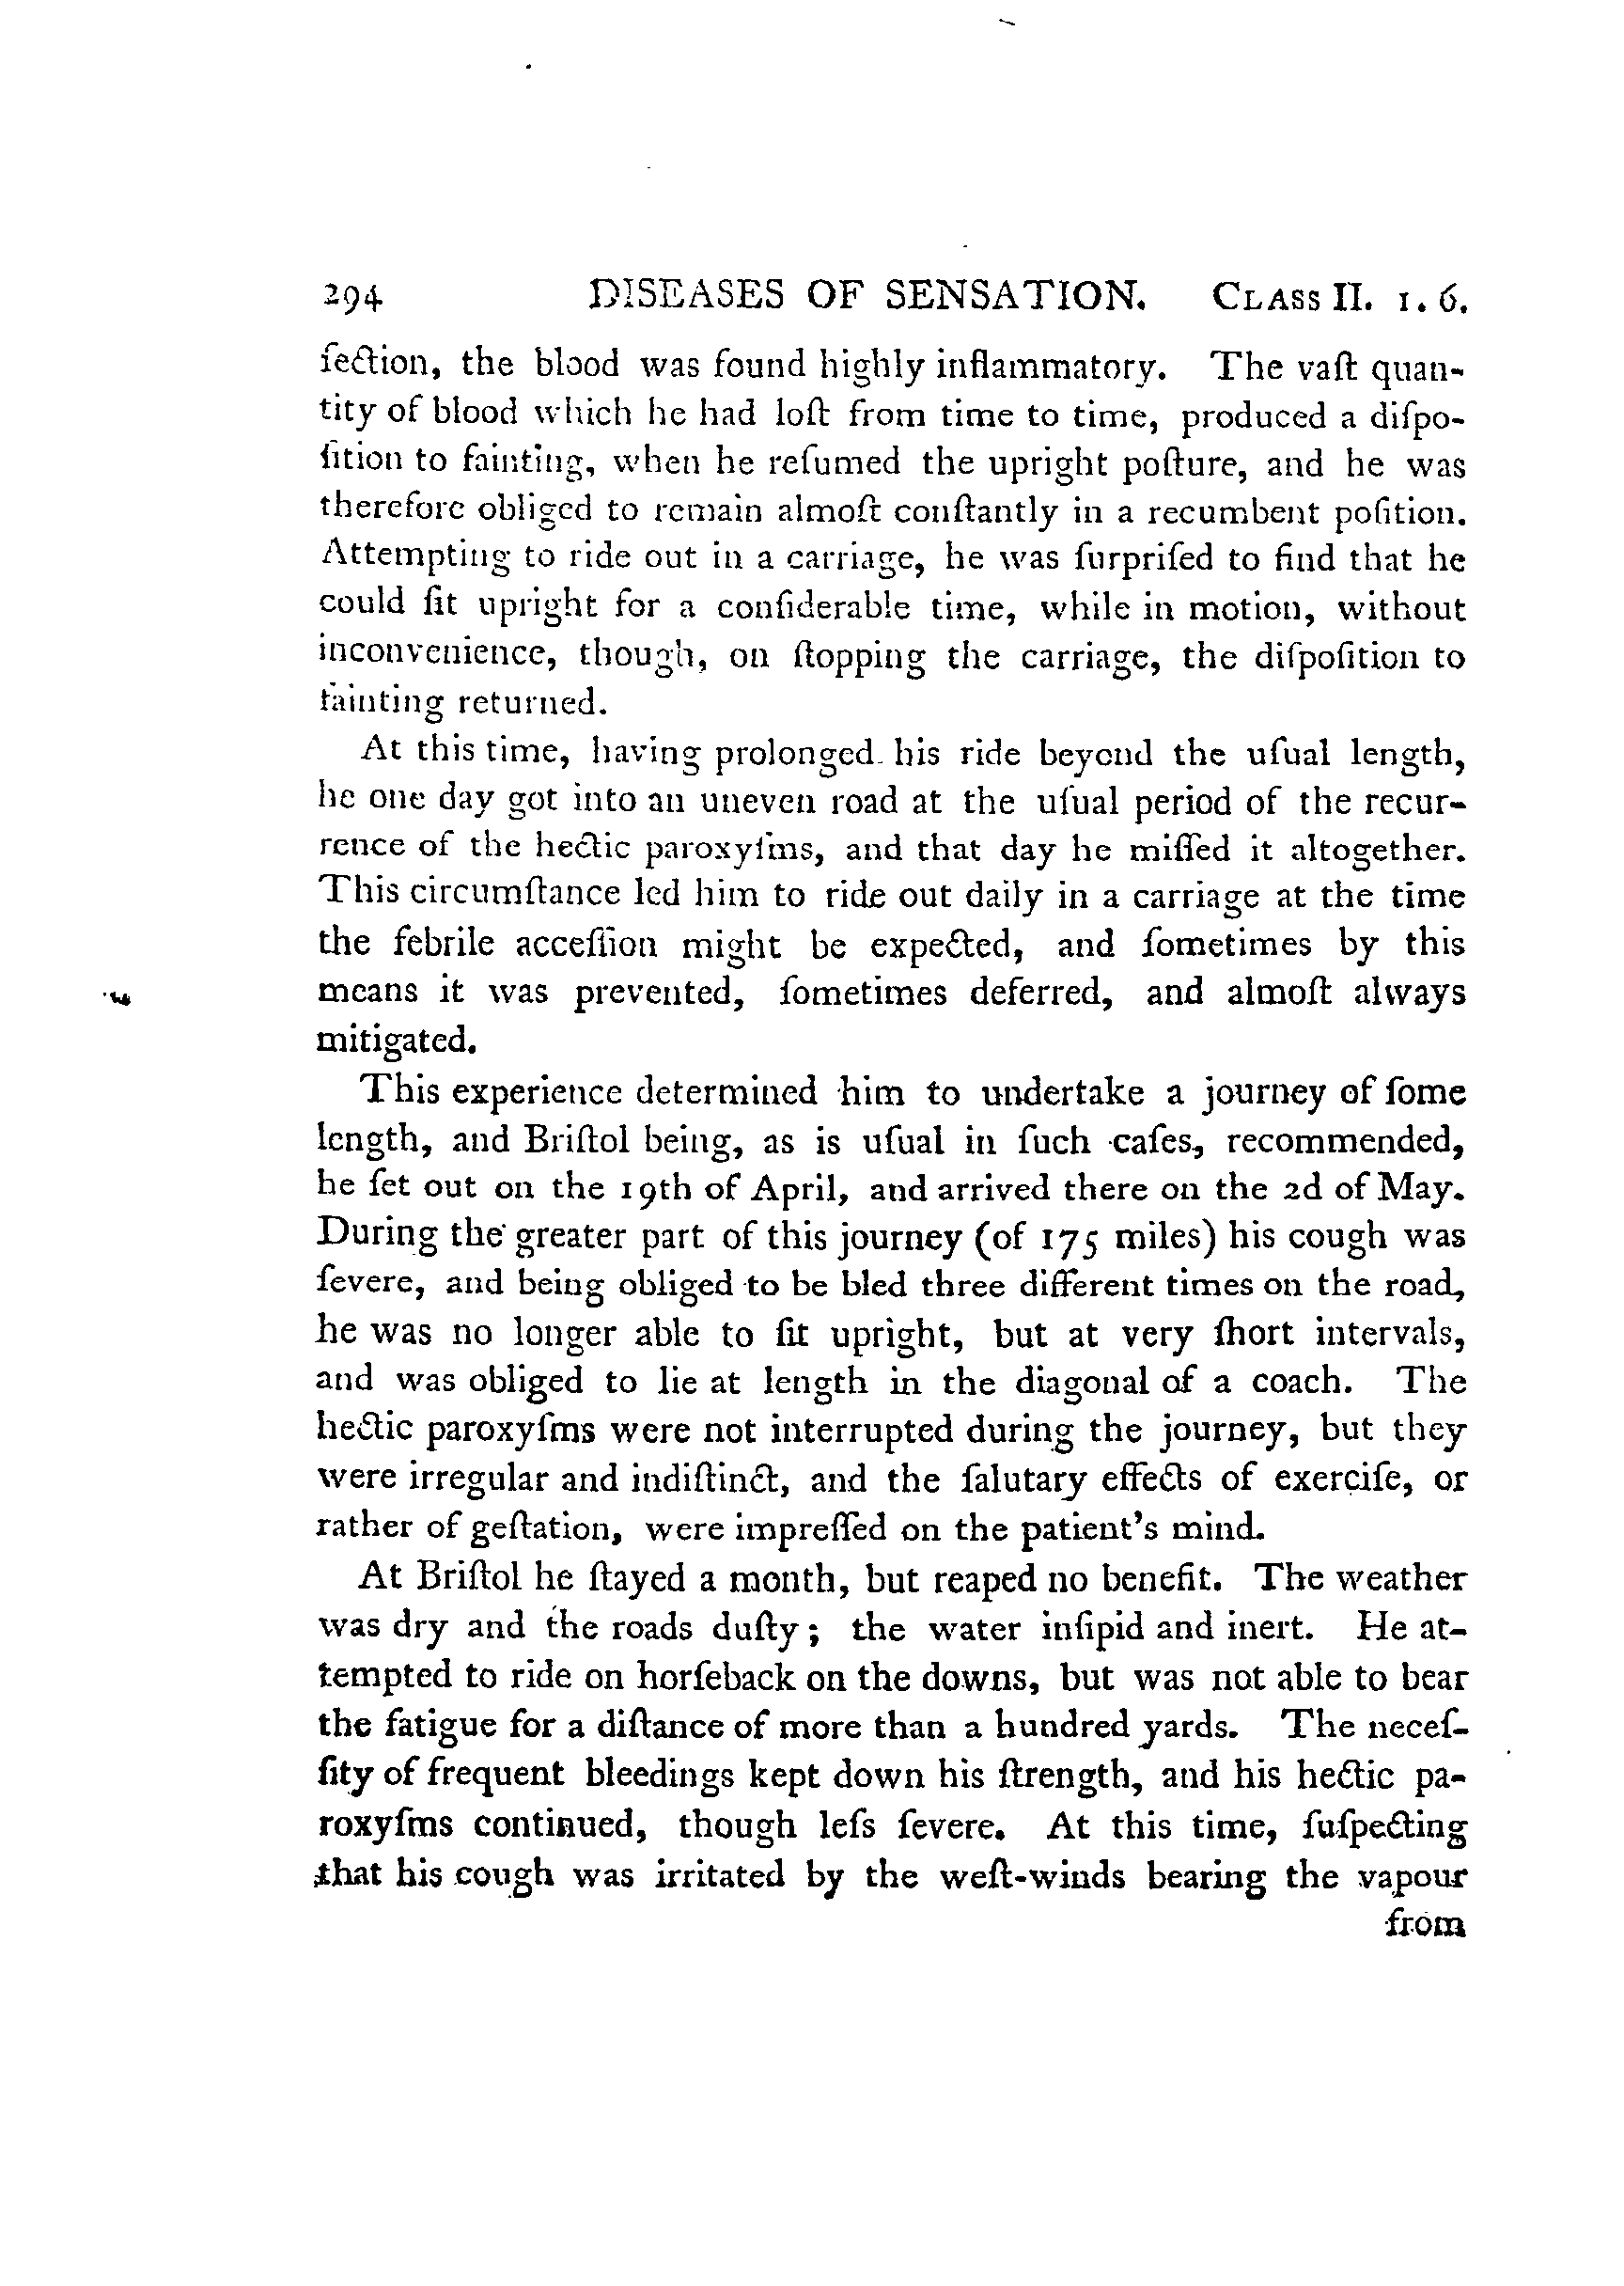 294 DISEASES OF SENSATION. CLASS II. 1. 6.
ſection, the blood was found highly inflammatory. The vaſt quan-
tity of blood which he had loſt from time to time, produced a diſpo-
ſition to fainting, when he reſumed the upright poſture, and he was
therefore obliged to remain almoſt conſtantly in a recumbent poſition.
Attempting to ride out in a carriage, he was ſurpriſed to find that he
could ſit upright for a conſiderable time, while in motion, without
inconvenience, though, on ſtopping the carriage, the diſpoſition to
fainting returned.
At this time, having prolonged his ride beyond the uſual length,
he one day got into an uneven road at the uſual period of the recur-
rence of the hectic paroxyſms, and that day he miſſed it altogether.
This circumſtance led him to ride out daily in a carriage at the time
the febrile acceſſion might be expected, and ſometimes by this
means it was prevented, ſometimes deferred, and almoſt always
mitigated.
This experience determined him to undertake a journey of ſome
length, and Briſtol being, as is uſual in ſuch caſes, recommended,
he ſet out on the 19th of April, and arrived there on the 2d of May.
During the greater part of this journey (of 175 miles) his cough was
ſevere, and being obliged to be bled three different times on the road,
he was no longer able to ſit upright, but at very ſhort intervals,
and was obliged to lie at length in the diagonal of a coach. The
hectic paroxyſms were not interrupted during the journey, but they
were irregular and indiſtinct, and the ſalutary effects of exerciſe, or
rather of geſtation, were impreſſed on the patient's mind.
At Briſtol he ſtayed a month, but reaped no benefit. The weather
was dry and the roads duſty; the water inſipid and inert. He at-
tempted to ride on horſeback on the downs, but was not able to bear
the fatigue for a diſtance of more than a hundred yards. The neceſ-
ſity of frequent bleedings kept down his ſtrength, and his hectic pa-
roxyſms continued, though leſs ſevere. At this time, ſuſpecting
that his cough was irritated by the weſt-winds bearing the vapour
from